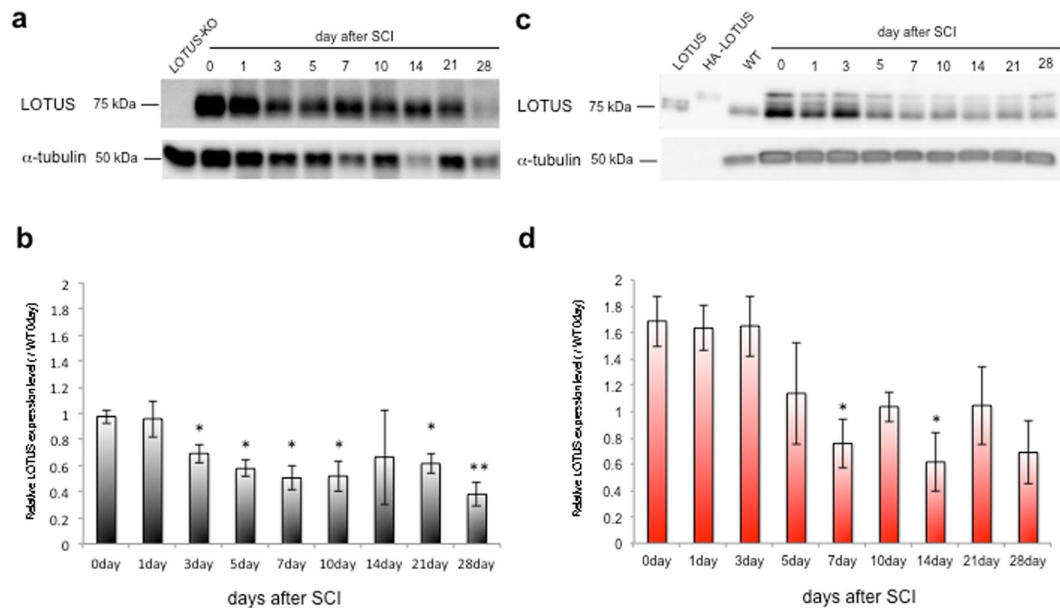 a
LOTUS-KO
day after SCI
0 1 3 5 7 10 14 21 28
LOTUS 75 kDa
α-tubulin 50 kDa
c
LOTUS HA-LOTUS WT
day after SCI
0 1 3 5 7 10 14 21 28
LOTUS 75 kDa
α-tubulin 50 kDa
b
Relative LOTUS expression level ( / WT 0day)
2
1.8
1.6
1.4
1.2
1
0.8
0.6
0.4
0.2
0
* * * * * **
0day 1day 3day 5day 7day 10day 14day 21day 28day
days after SCI
d
Relative LOTUS expression level ( / WT 0day)
2
1.8
1.6
1.4
1.2
1
0.8
0.6
0.4
0.2
0
* *
0day 1day 3day 5day 7day 10day 14day 21day 28day
days after SCI